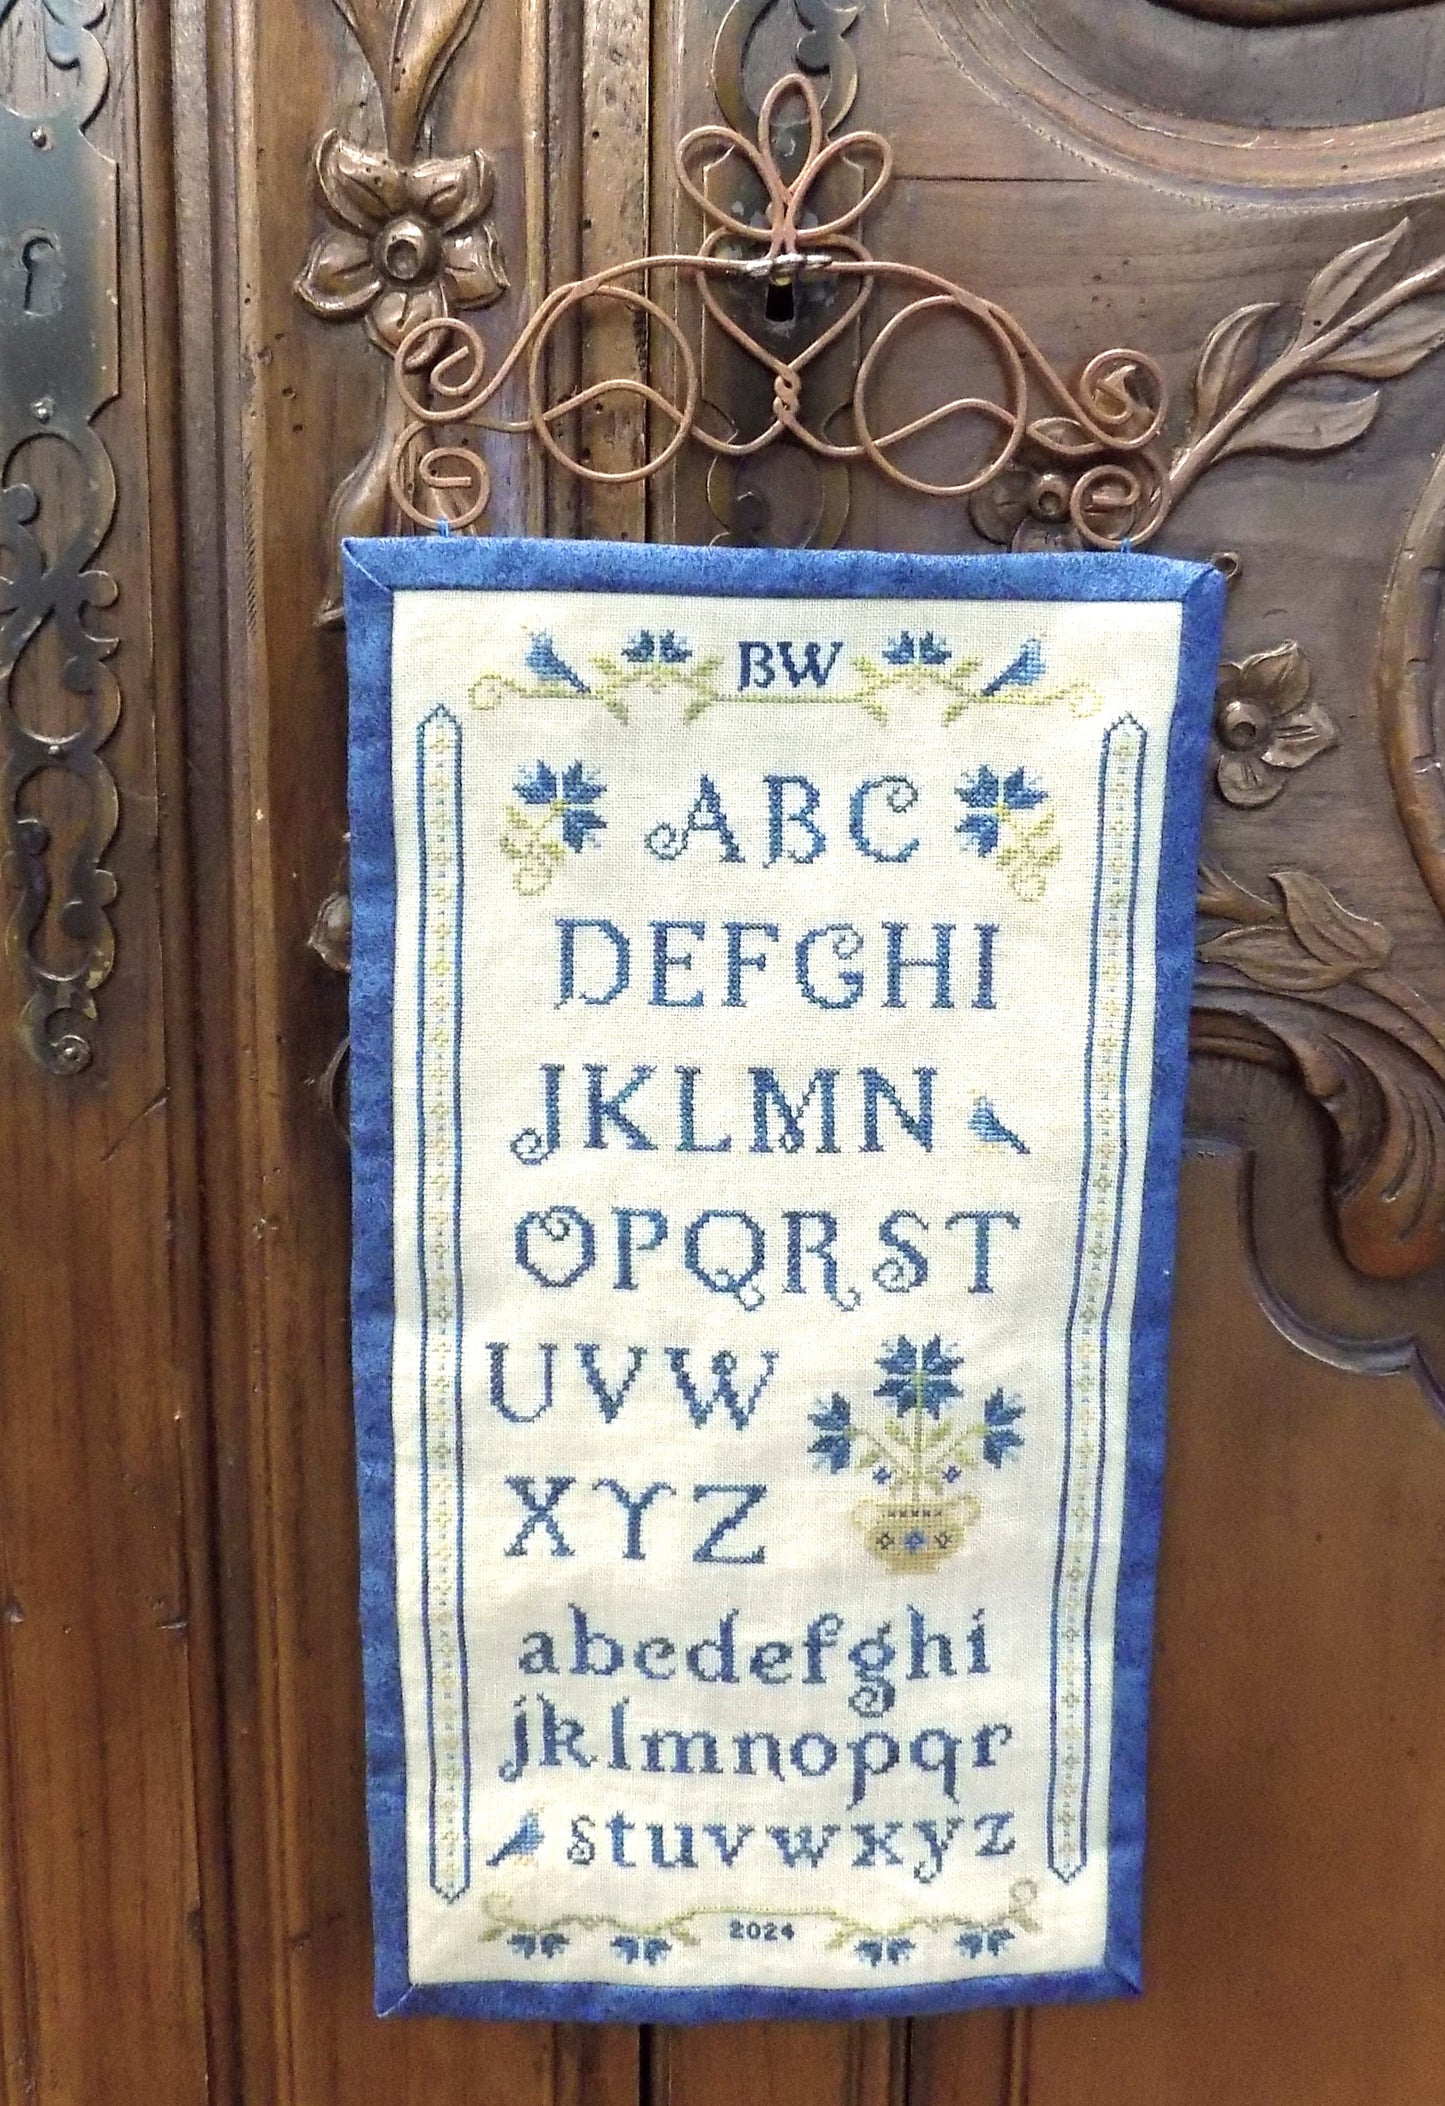 BW
ABC
DEFGHI
JKLMN
OPQRST
UVW
XYZ
abcdefghi
jklmnopqr
stuvwxyz
2024